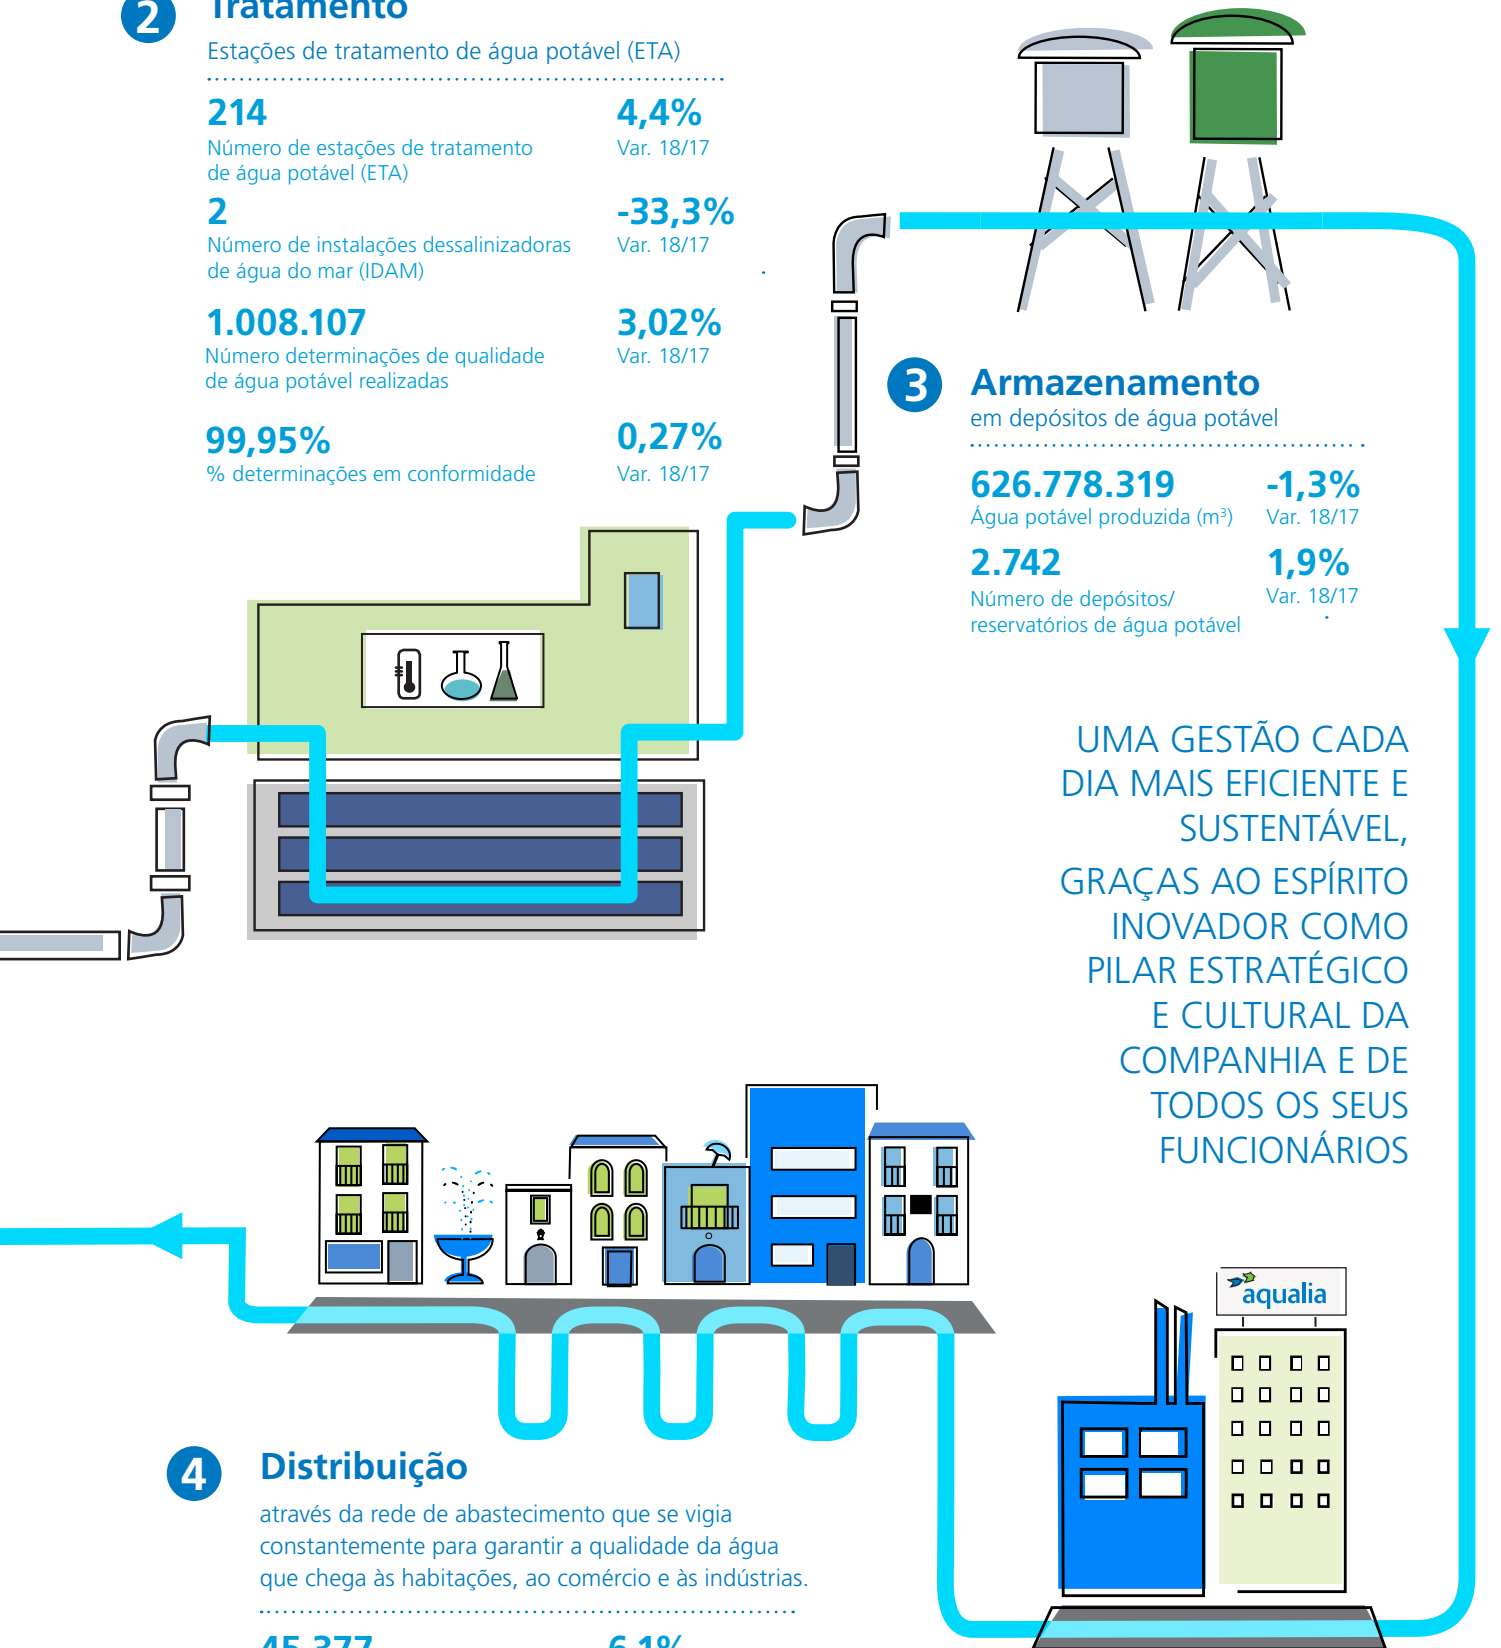 2
Tratamento
Estações de tratamento de água potável (ETA)
214
4,4%
Número de estações de tratamento
de água potável (ETA)
Var. 18/17
2
-33,3%
Número de instalações dessalinizadoras
de água do mar (IDAM)
Var. 18/17
1.008.107
3,02%
Número determinações de qualidade
de água potável realizadas
Var. 18/17
99,95%
0,27%
% determinações em conformidade
Var. 18/17
3
Armazenamento
em depósitos de água potável
626.778.319
-1,3%
Água potável produzida (m³)
Var. 18/17
2.742
1,9%
Número de depósitos/
reservatórios de água potável
Var. 18/17
UMA GESTÃO CADA
DIA MAIS EFICIENTE E
SUSTENTÁVEL,
GRAÇAS AO ESPÍRITO
INOVADOR COMO
PILAR ESTRATÉGICO
E CULTURAL DA
COMPANHIA E DE
TODOS OS SEUS
FUNCIONÁRIOS
aqualia
4
Distribuição
através da rede de abastecimento que se vigia
constantemente para garantir a qualidade da água
que chega às habitações, ao comércio e às indústrias.
45.377
6,1%